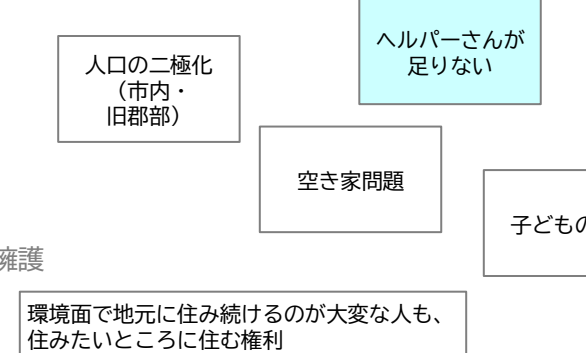 ヘルパーさんが
足りない
人口の二極化
（市内・
旧郡部）
空き家問題
子どもの
擁護
環境面で地元に住み続けるのが大変な人も、
住みたいところに住む権利